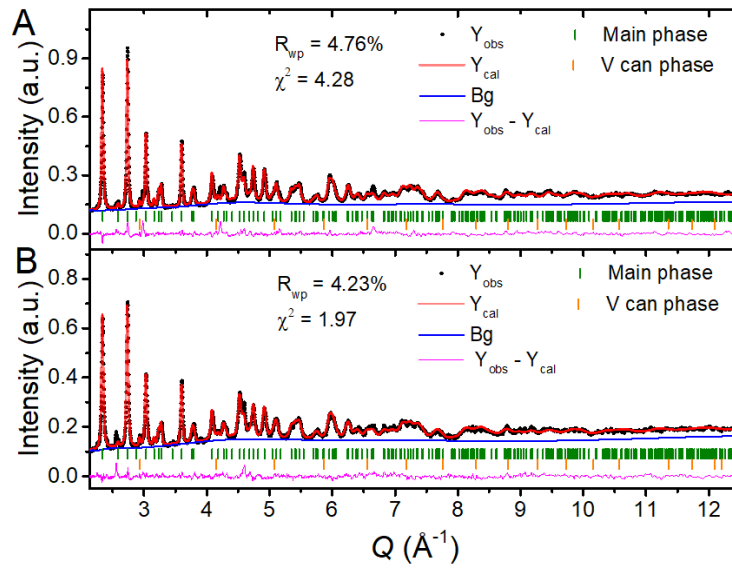 A
R_wp = 4.76%
χ² = 4.28
Y_obs
Y_cal
Bg
Y_obs - Y_cal
Main phase
V can phase
Intensity (a.u.)
0.9
0.6
0.3
0.0
B
R_wp = 4.23%
χ² = 1.97
Y_obs
Y_cal
Bg
Y_obs - Y_cal
Main phase
V can phase
Intensity (a.u.)
0.8
0.6
0.4
0.2
0.0
3 4 5 6 7 8 9 10 11 12
Q (Å⁻¹)